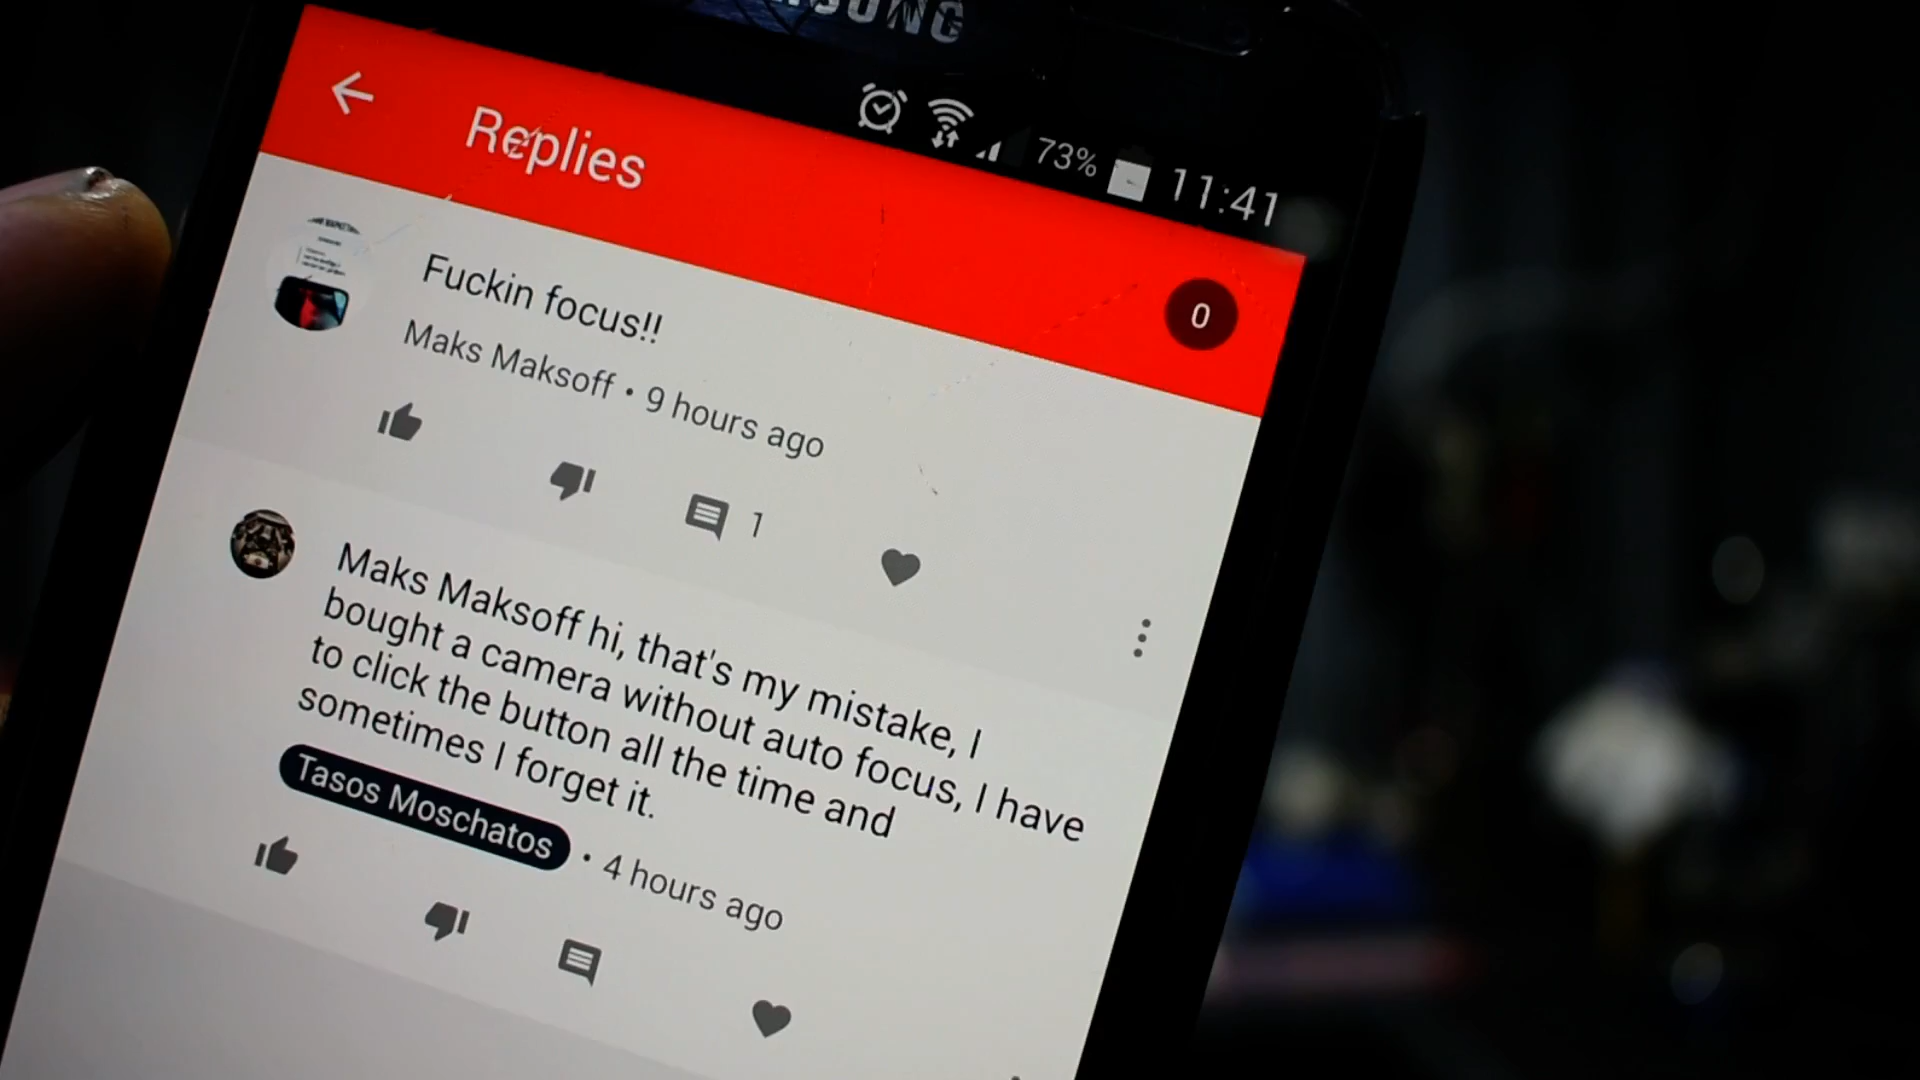 73% 11:41
Replies
0
Fuckin focus!!
Maks Maksoff • 9 hours ago
1
Maks Maksoff hi, that's my mistake, I
bought a camera without auto focus, I have
to click the button all the time and
sometimes I forget it.
Tasos Moschatos • 4 hours ago